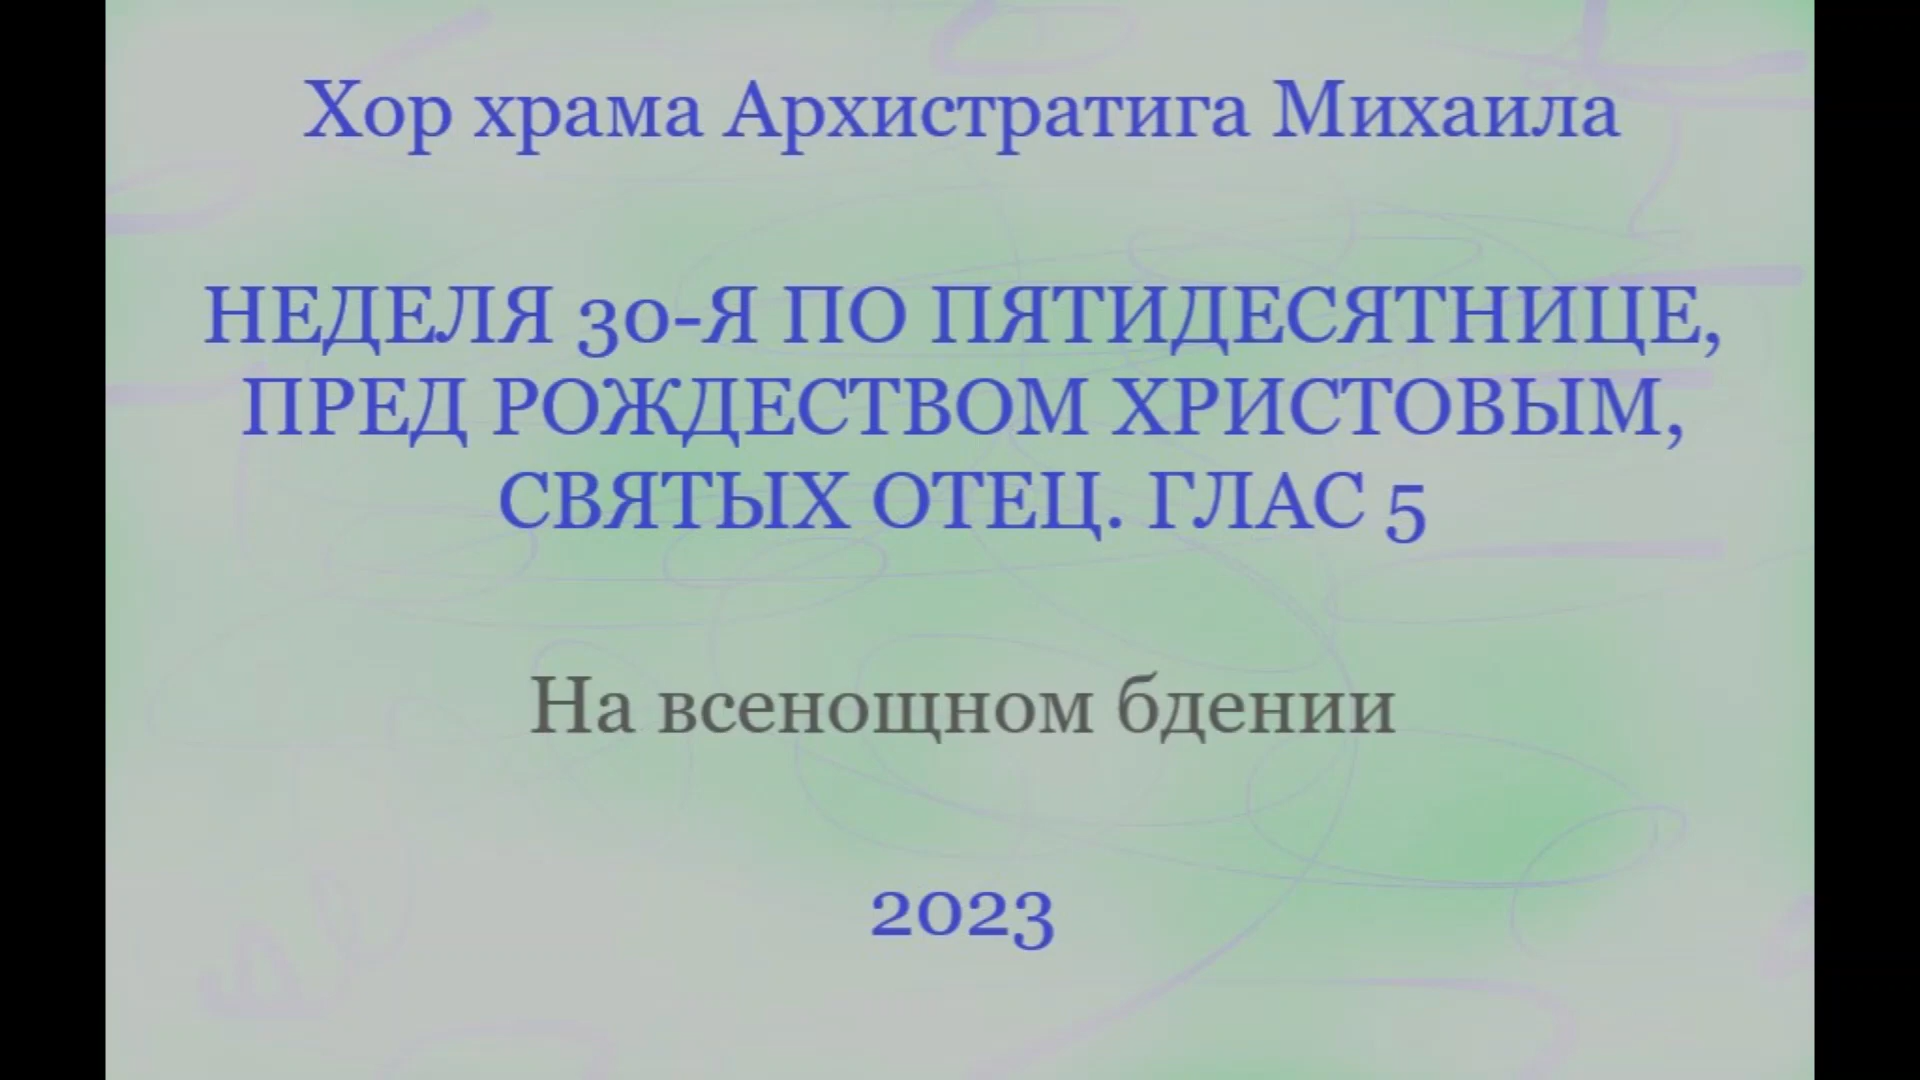 Хор храма Архистратига Михаила
НЕДЕЛЯ 30-Я ПО ПЯТИДЕСЯТНИЦЕ,
ПРЕД РОЖДЕСТВОМ ХРИСТОВЫМ,
СВЯТЫХ ОТЕЦ. ГЛАС 5
На всенощном бдении
2023